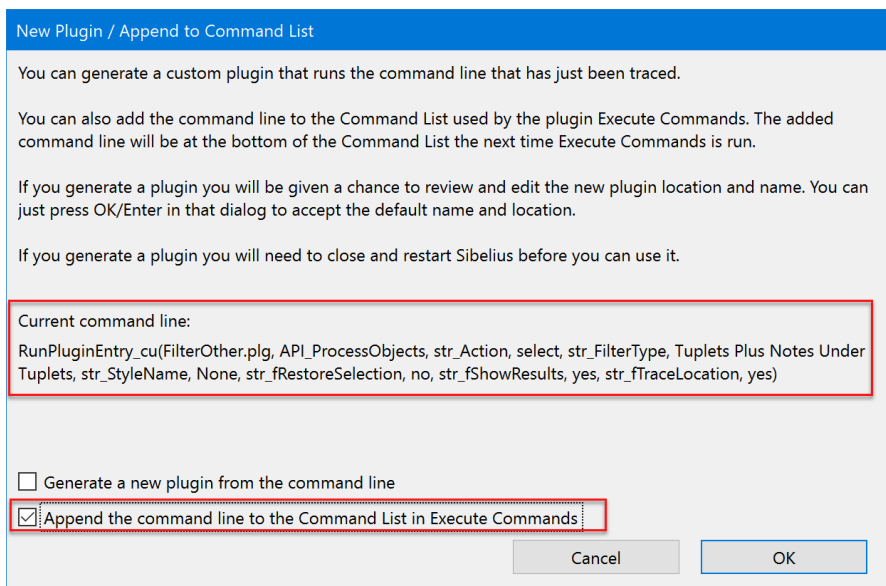 New Plugin / Append to Command List
You can generate a custom plugin that runs the command line that has just been traced.
You can also add the command line to the Command List used by the plugin Execute Commands. The added
command line will be at the bottom of the Command List the next time Execute Commands is run.
If you generate a plugin you will be given a chance to review and edit the new plugin location and name. You can
just press OK/Enter in that dialog to accept the default name and location.
If you generate a plugin you will need to close and restart Sibelius before you can use it.
Current command line:
RunPluginEntry_cu(FilterOther.plg, API_ProcessObjects, str_Action, select, str_FilterType, Tuplets Plus Notes Under
Tuplets, str_StyleName, None, str_fRestoreSelection, no, str_fShowResults, yes, str_fTraceLocation, yes)
Generate a new plugin from the command line
Append the command line to the Command List in Execute Commands
Cancel OK